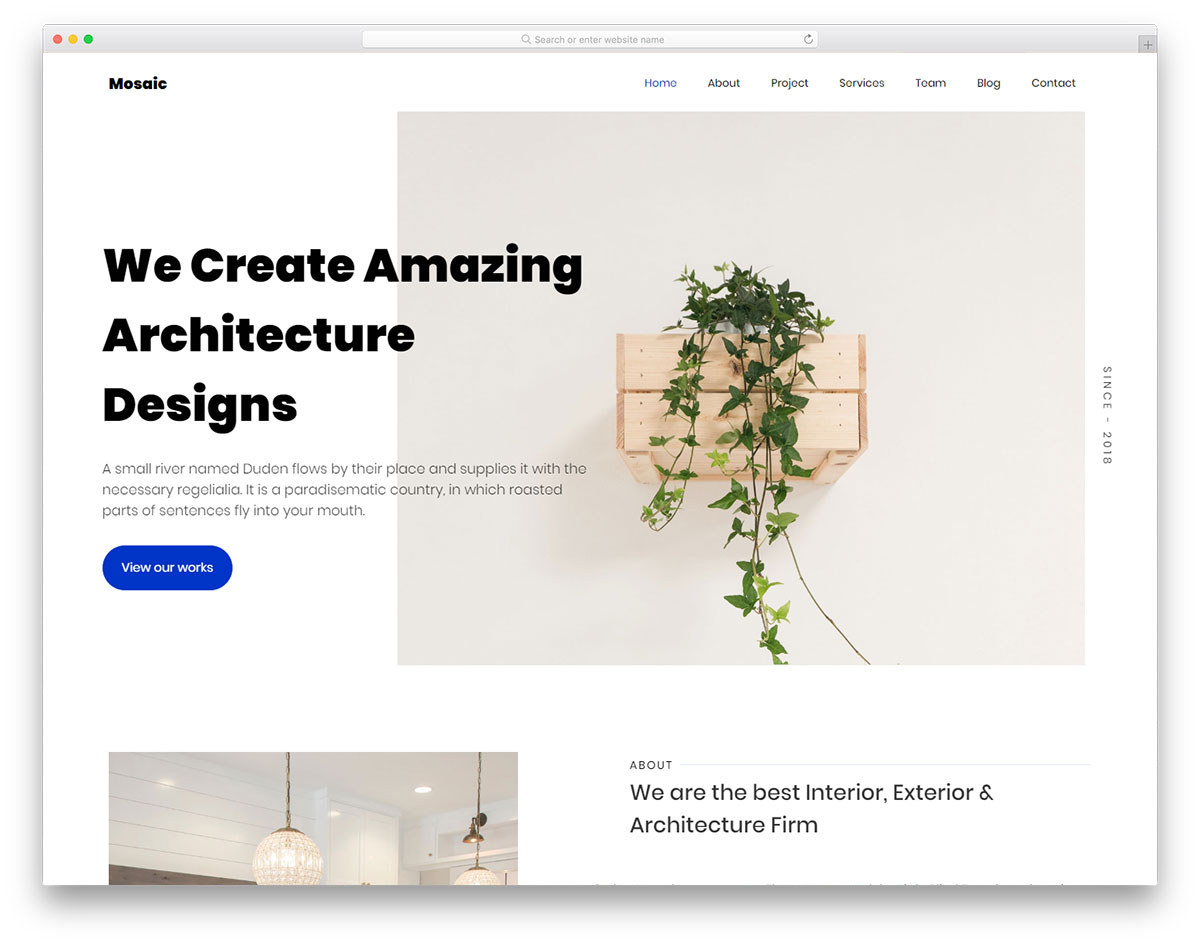 Search or enter website name
Mosaic
Home About Project Services Team Blog Contact
We Create Amazing
Architecture
Designs
A small river named Duden flows by their place and supplies it with the
necessary regelialia. It is a paradisematic country, in which roasted
parts of sentences fly into your mouth.
View our works
SINCE - 2018
ABOUT
We are the best Interior, Exterior &
Architecture Firm